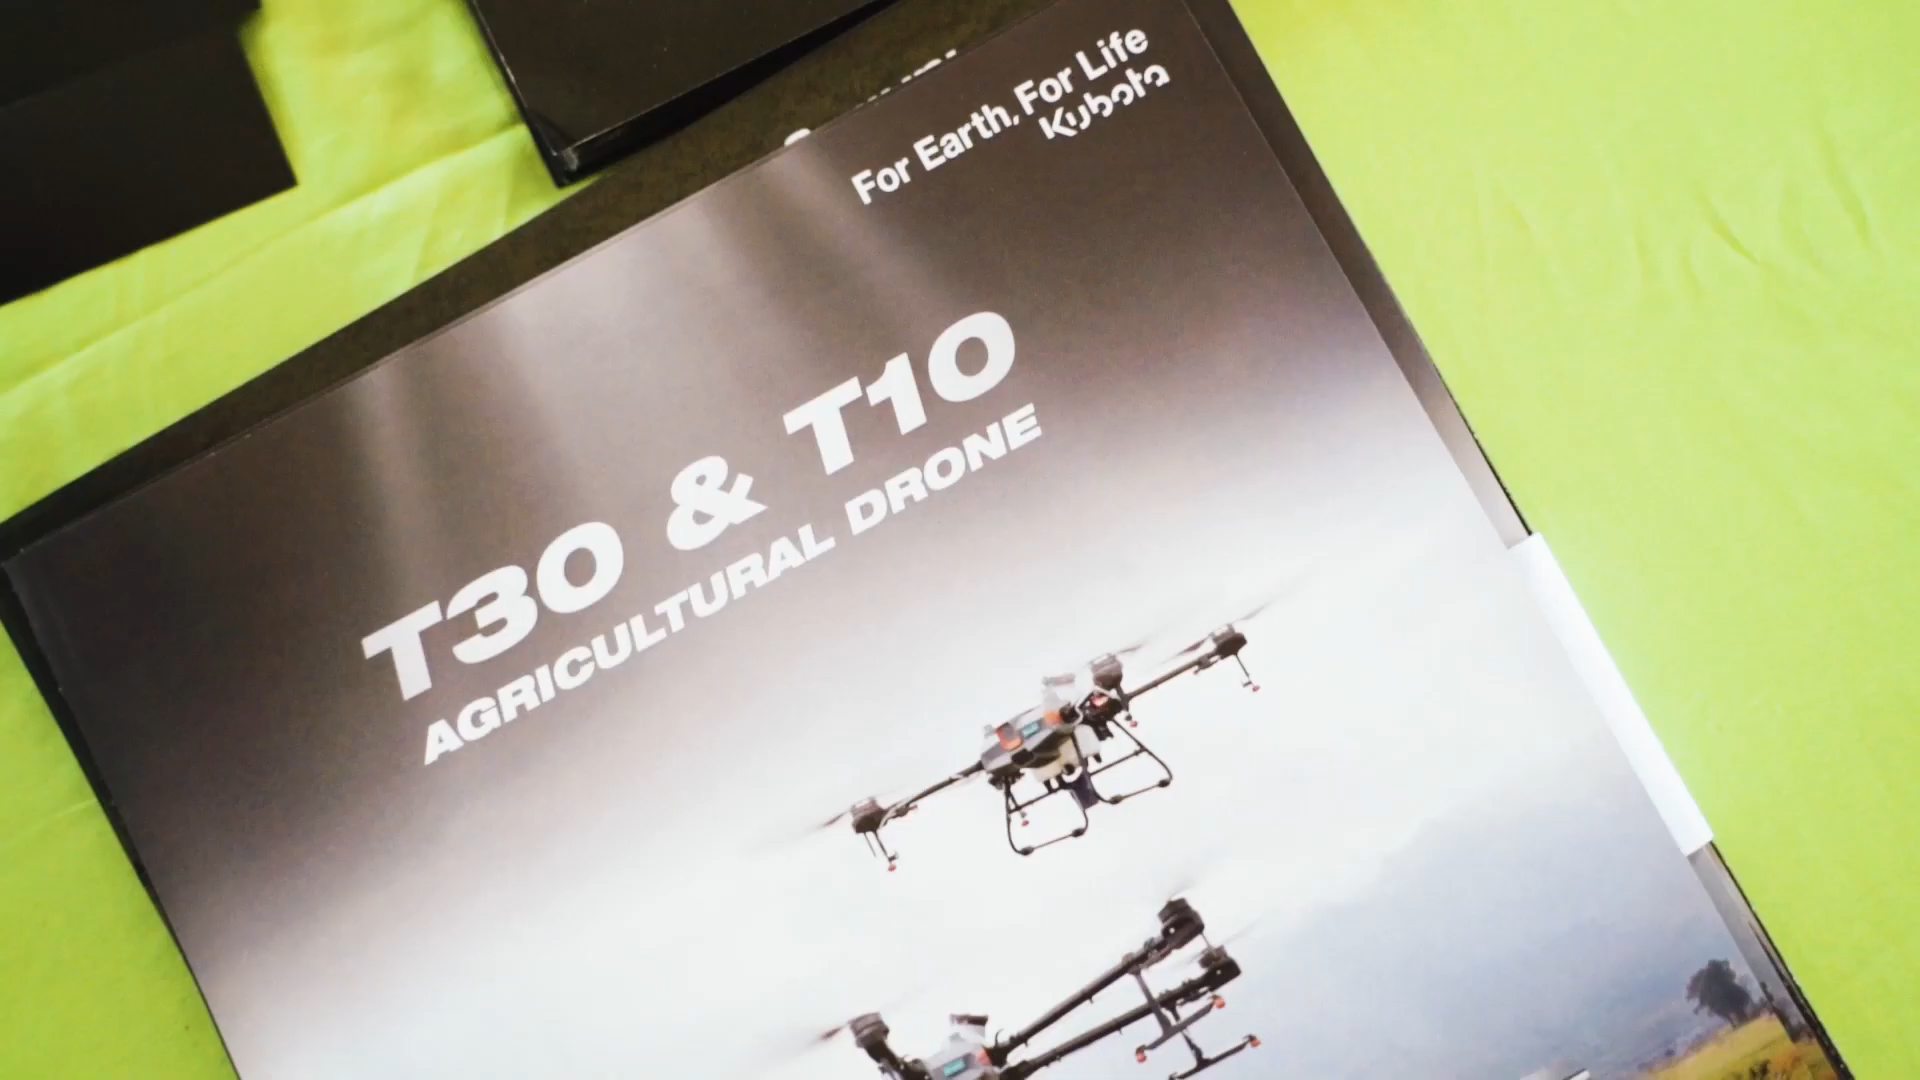 For Earth, For Life
Kubota
T30 & T10
AGRICULTURAL DRONE